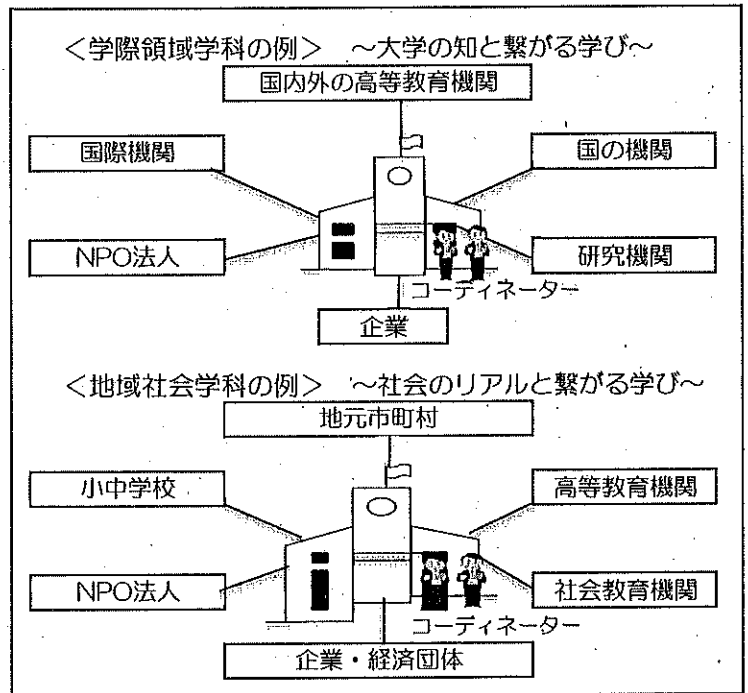 ＜学際領域学科の例＞　～大学の知と繋がる学び～
国内外の高等教育機関
国際機関
国の機関
NPO法人
研究機関
コーディネーター
企業
＜地域社会学科の例＞　～社会のリアルと繋がる学び～
地元市町村
小中学校
高等教育機関
NPO法人
社会教育機関
コーディネーター
企業・経済団体